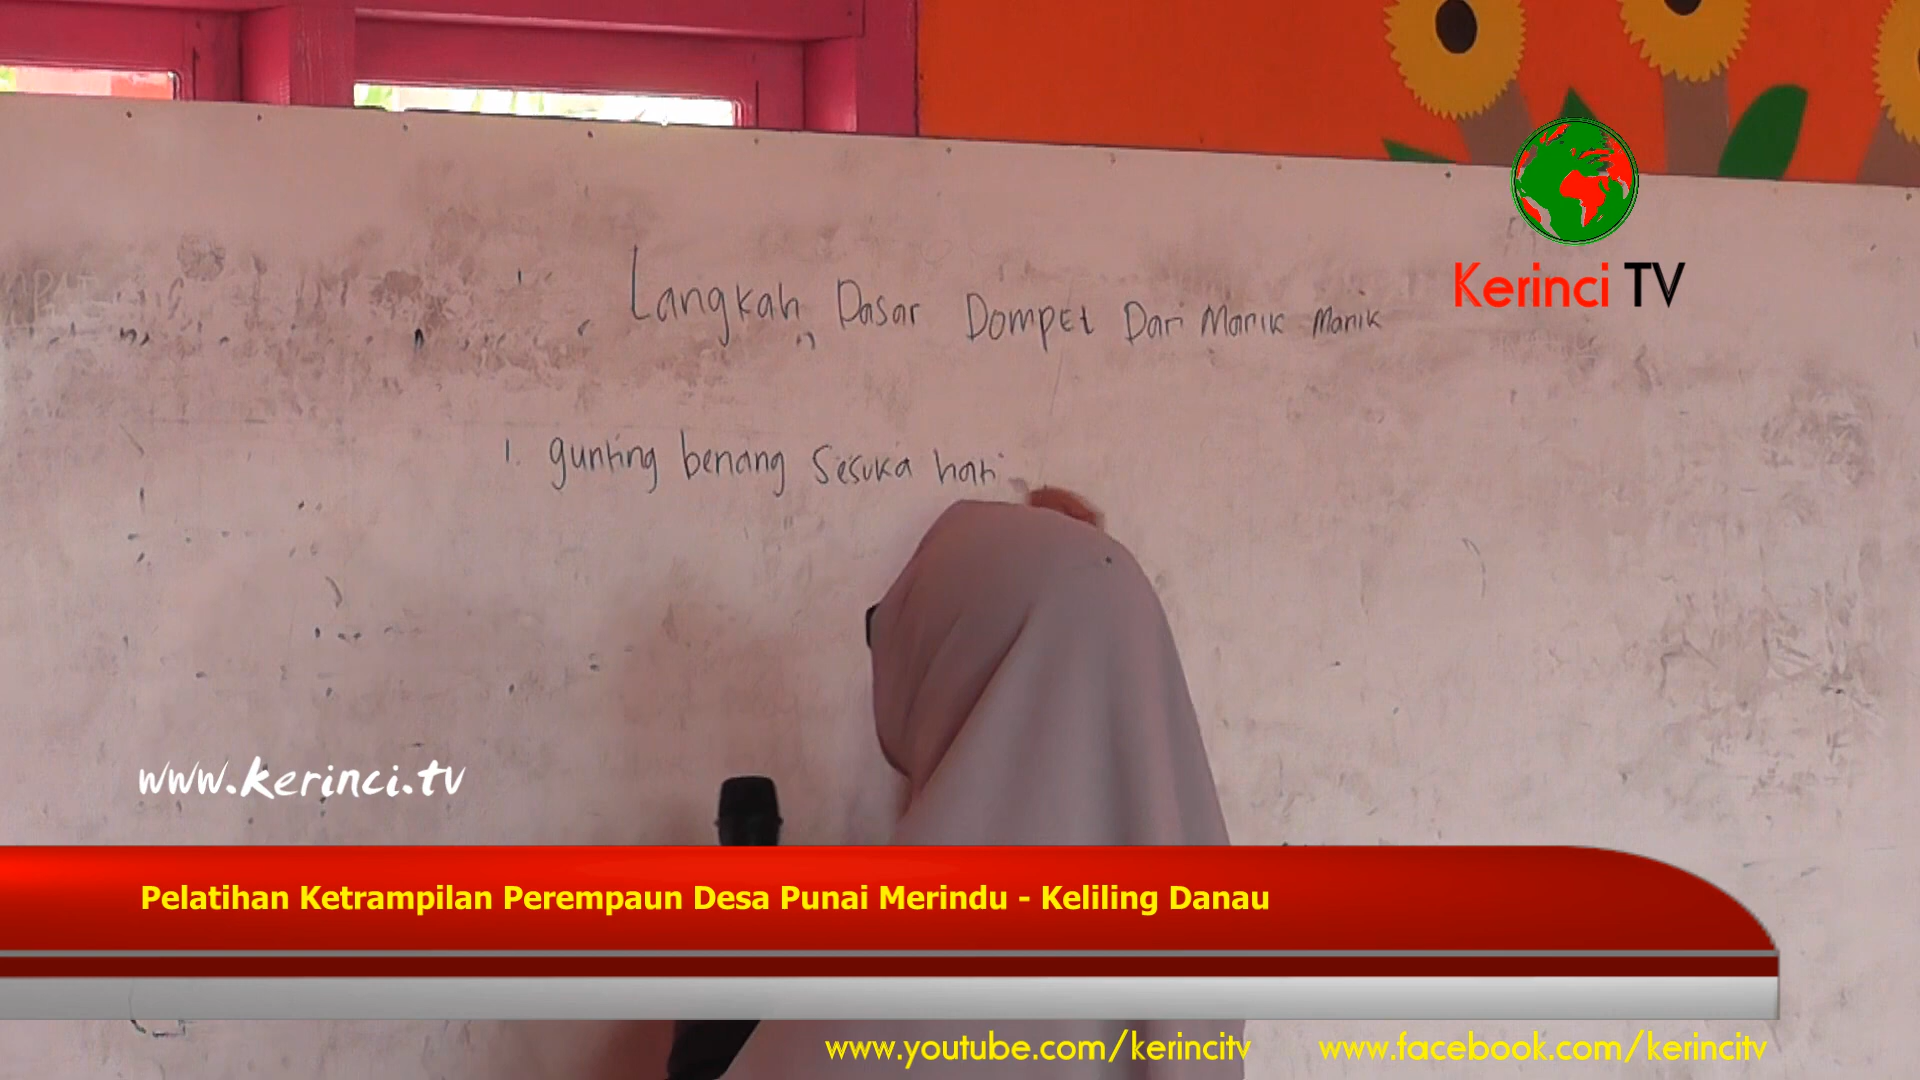 Kerinci TV
Langkah Dasar Dompet Dari Manik Manik
1. gunting benang Sesuka hati
www.kerinci.tv
Pelatihan Ketrampilan Perempaun Desa Punai Merindu - Keliling Danau
www.youtube.com/kerincitv www.facebook.com/kerincitv